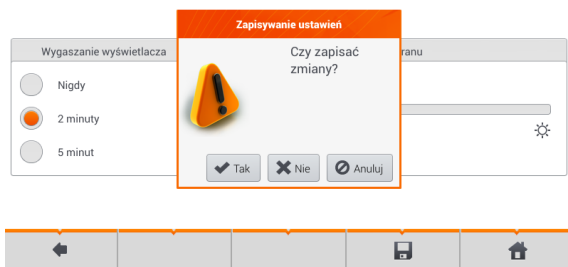 Zapisywanie ustawień
Wygaszanie wyświetlacza
ranu
Czy zapisać
zmiany?
Nigdy
2 minuty
5 minut
Tak
Nie
Anuluj